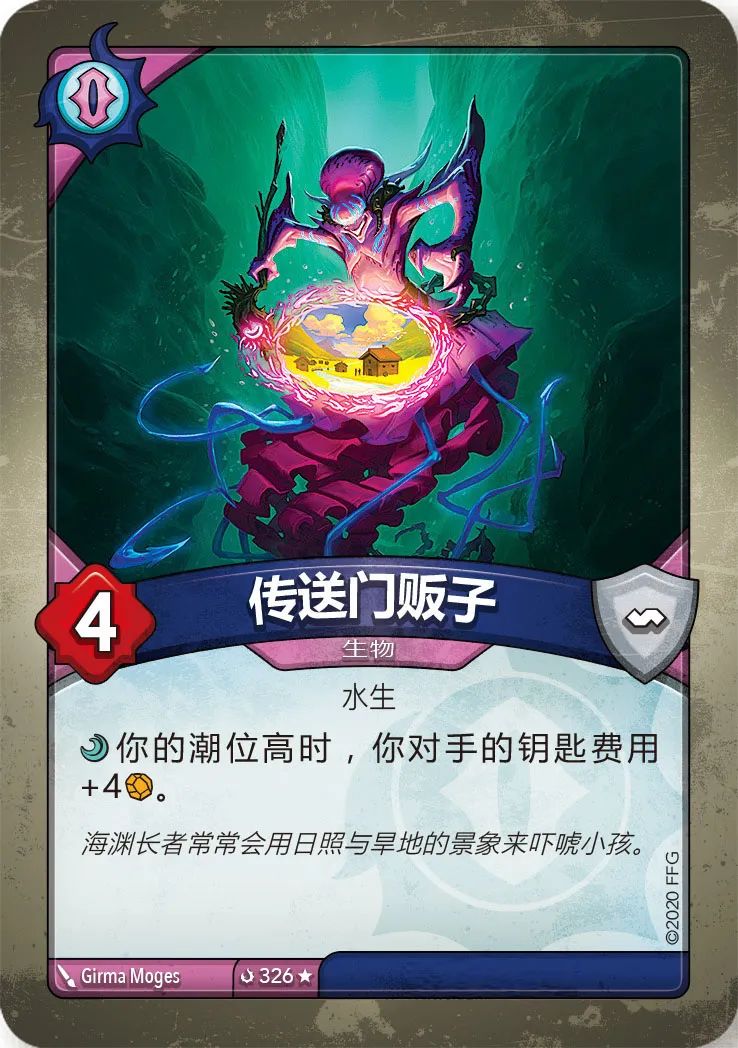 传送门贩子
4
生物
水生
你的潮位高时，你对手的钥匙费用
+4。
海渊长者常常会用日照与旱地的景象来吓唬小孩。
©2020 FFG
Girma Moges
326